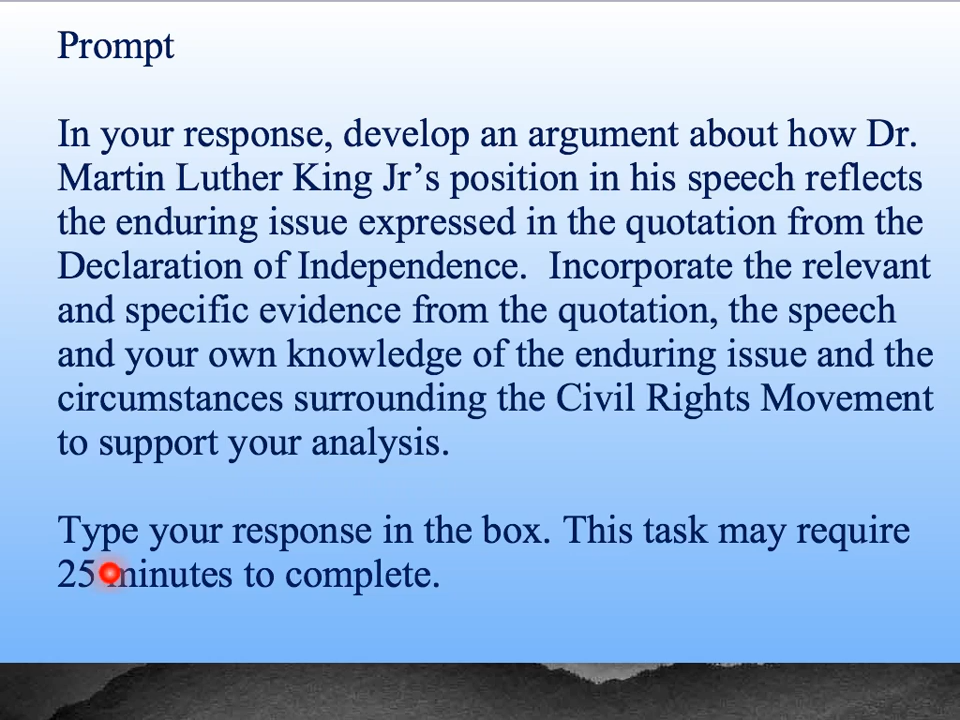 Prompt
In your response, develop an argument about how Dr.
Martin Luther King Jr’s position in his speech reflects
the enduring issue expressed in the quotation from the
Declaration of Independence.  Incorporate the relevant
and specific evidence from the quotation, the speech
and your own knowledge of the enduring issue and the
circumstances surrounding the Civil Rights Movement
to support your analysis.
Type your response in the box. This task may require
25 minutes to complete.